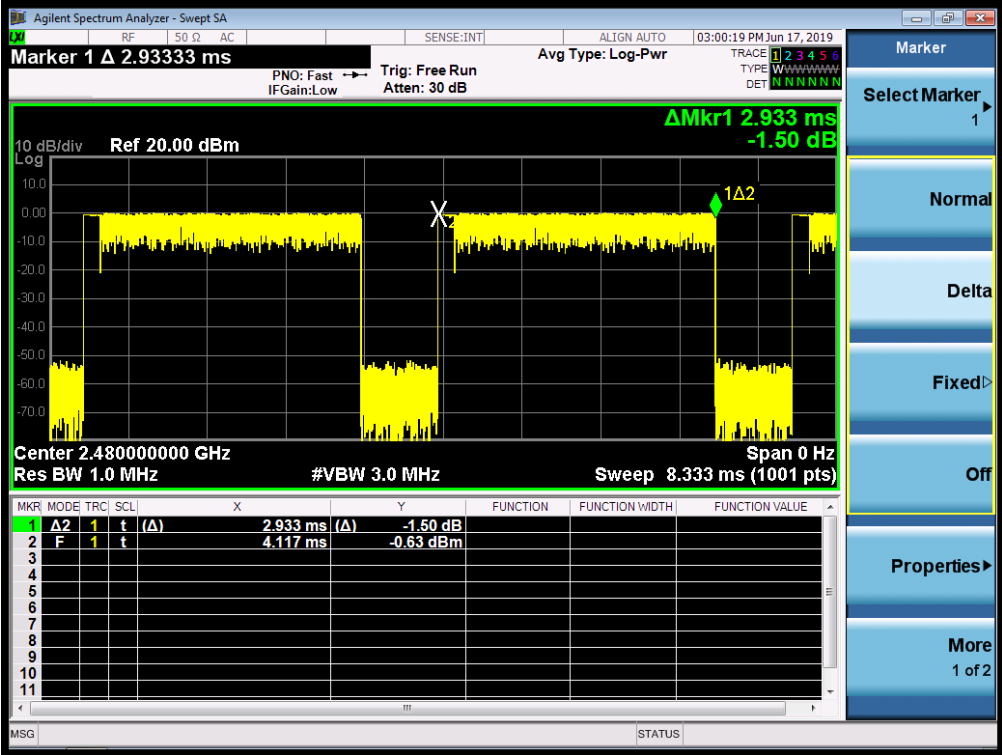 Agilent Spectrum Analyzer - Swept SA
LXI RF 50 Ω AC SENSE:INT ALIGN AUTO 03:00:19 PM Jun 17, 2019
Marker 1 Δ 2.93333 ms
PNO: Fast
IFGain:Low
Trig: Free Run
Atten: 30 dB
Avg Type: Log-Pwr
TRACE 1 2 3 4 5 6
TYPE WWWWWW
DET N N N N N N
ΔMkr1 2.933 ms
-1.50 dB
10 dB/div Ref 20.00 dBm
Log
10.0
0.00
-10.0
-20.0
-30.0
-40.0
-50.0
-60.0
-70.0
1Δ2
2
Center 2.480000000 GHz Span 0 Hz
Res BW 1.0 MHz #VBW 3.0 MHz Sweep 8.333 ms (1001 pts)
MKR MODE TRC SCL X Y FUNCTION FUNCTION WIDTH FUNCTION VALUE
1 Δ2 1 t (Δ) 2.933 ms (Δ) -1.50 dB
2 F 1 t 4.117 ms -0.63 dBm
3
4
5
6
7
8
9
10
11
MSG STATUS
Marker
Select Marker
1
Normal
Delta
Fixed
Off
Properties
More
1 of 2